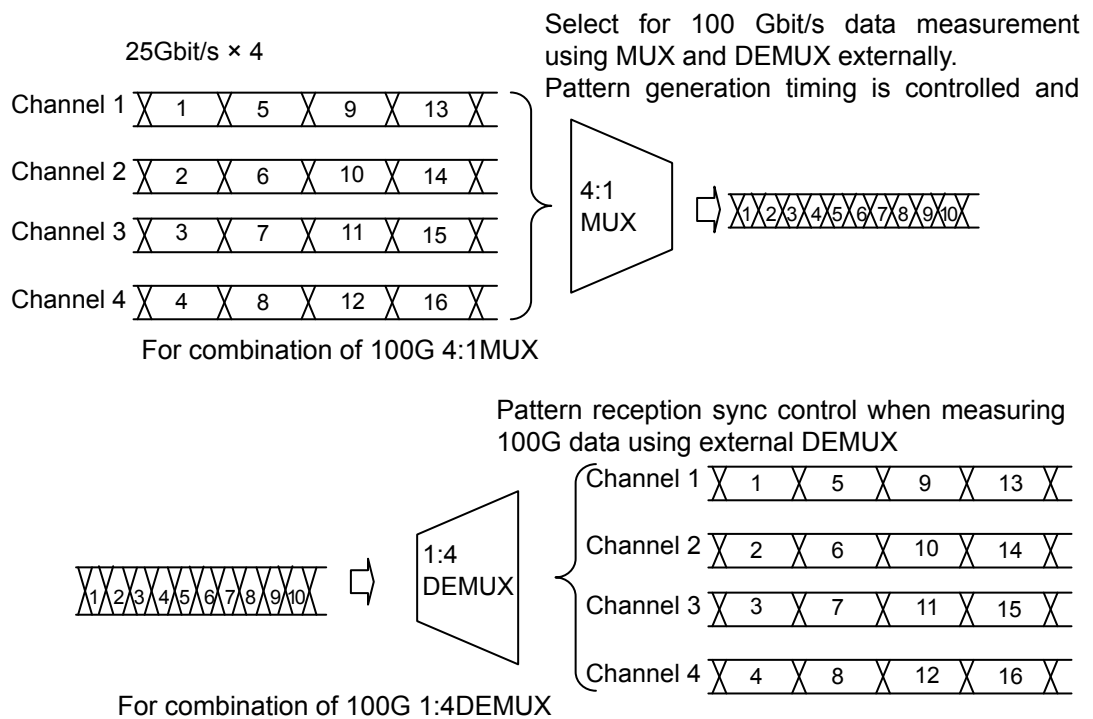 Select for 100 Gbit/s data measurement
using MUX and DEMUX externally.
Pattern generation timing is controlled and
25Gbit/s × 4
Channel 1 1 5 9 13
Channel 2 2 6 10 14
Channel 3 3 7 11 15
Channel 4 4 8 12 16
4:1
MUX
1 2 3 4 5 6 7 8 9 10
For combination of 100G 4:1MUX
Pattern reception sync control when measuring
100G data using external DEMUX
1 2 3 4 5 6 7 8 9 10
1:4
DEMUX
Channel 1 1 5 9 13
Channel 2 2 6 10 14
Channel 3 3 7 11 15
Channel 4 4 8 12 16
For combination of 100G 1:4DEMUX